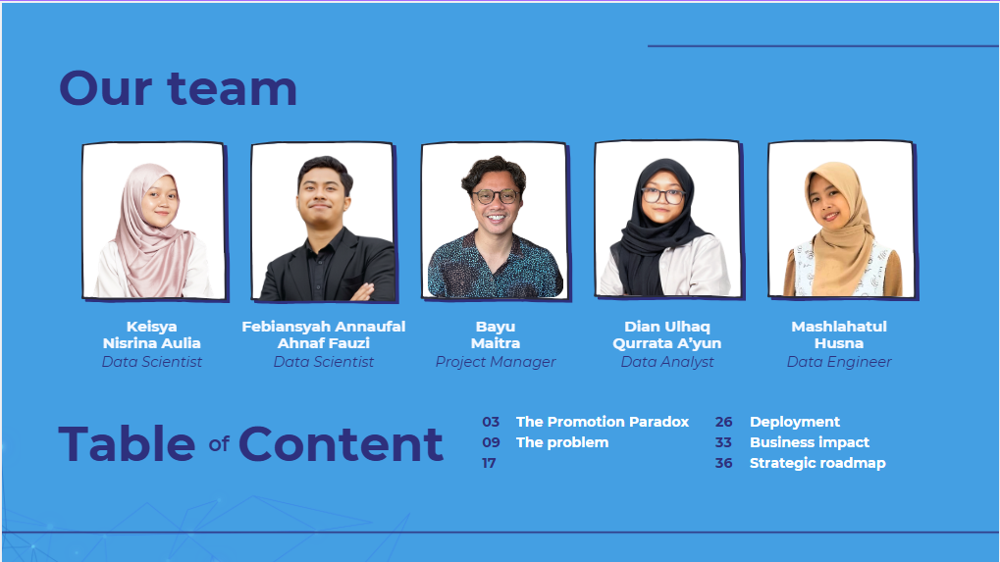 Our team
Keisya
Nisrina Aulia
Data Scientist
Febiansyah Annaufal
Ahnaf Fauzi
Data Scientist
Bayu
Maitra
Project Manager
Dian Ulhaq
Qurrata A'yun
Data Analyst
Mashlahatul
Husna
Data Engineer
Table of Content
03 The Promotion Paradox
09 The problem
17
26 Deployment
33 Business impact
36 Strategic roadmap